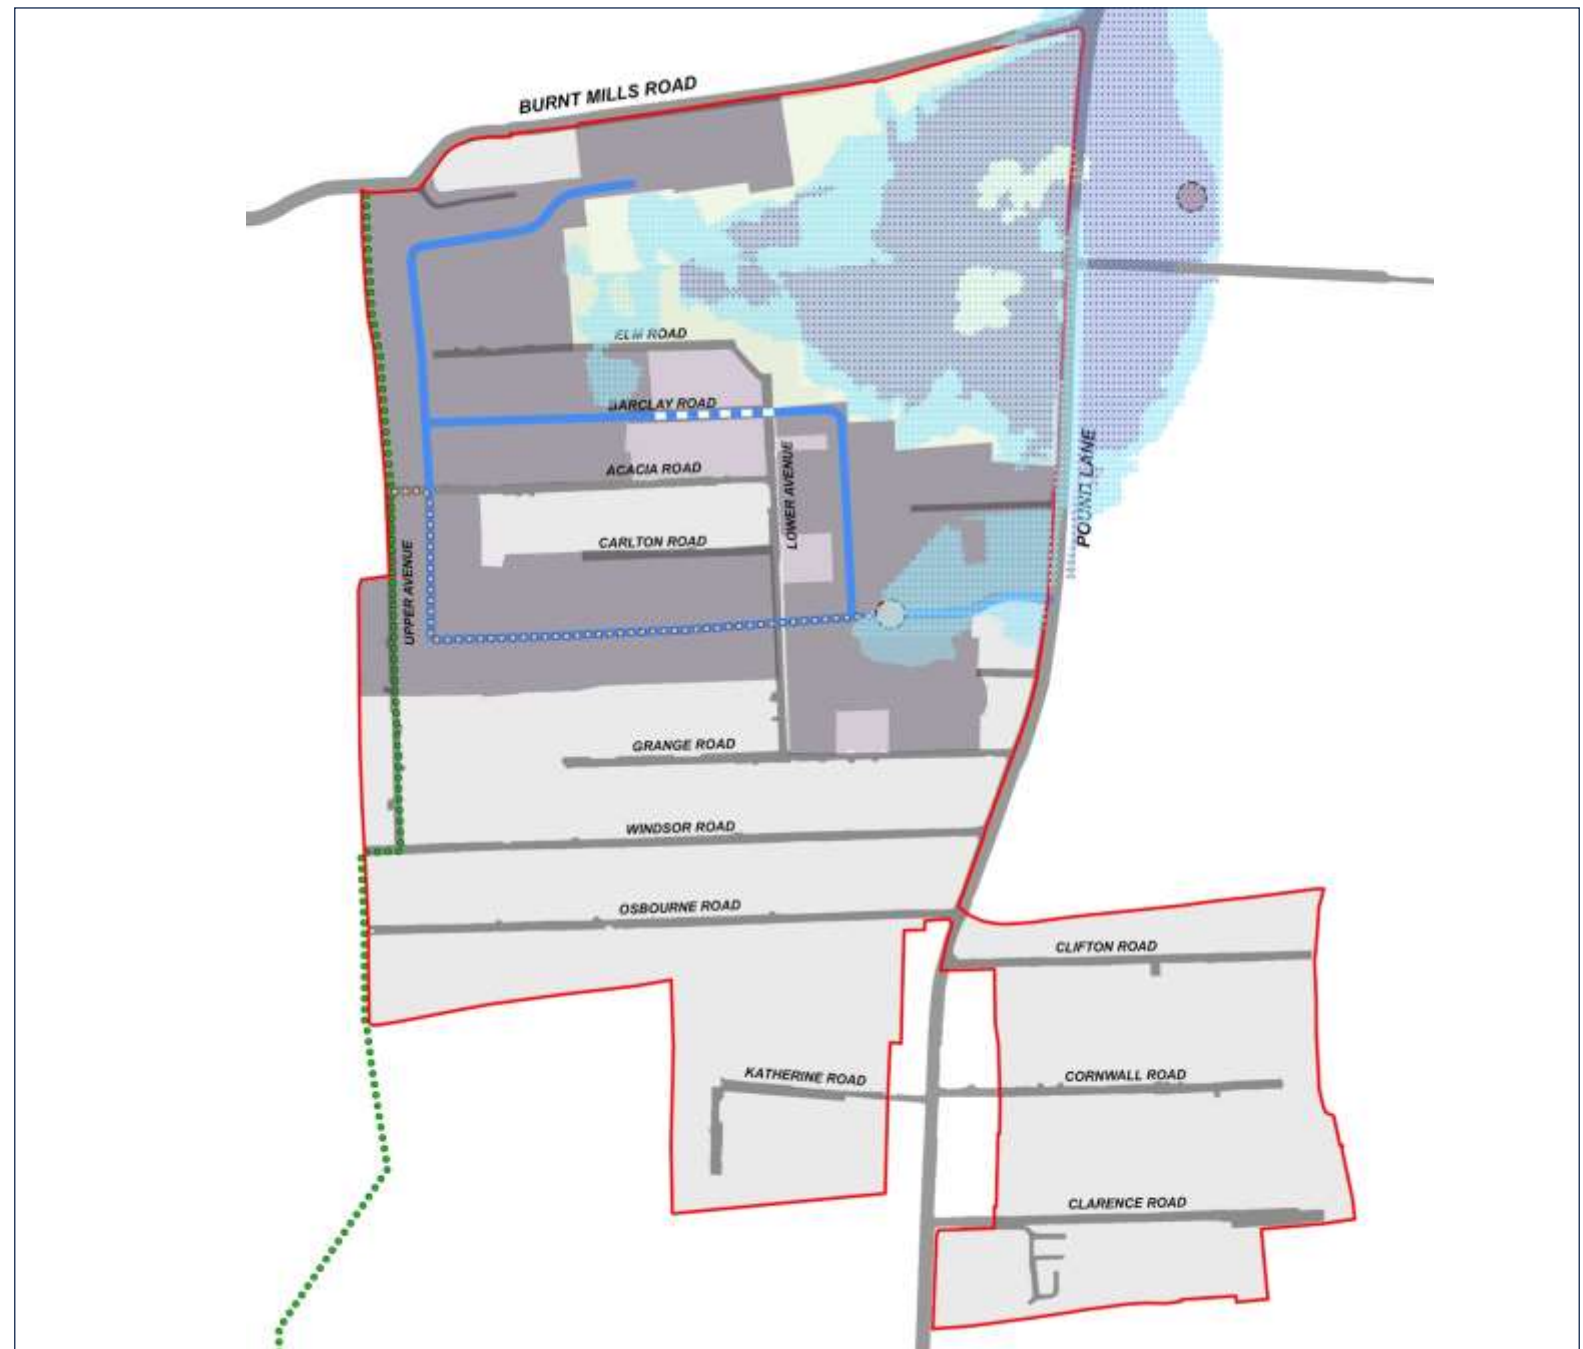 BURNT MILLS ROAD
ELM ROAD
BARCLAY ROAD
ACACIA ROAD
LOWER AVENUE
POUND LANE
CARLTON ROAD
UPPER AVENUE
GRANGE ROAD
WINDSOR ROAD
OSBOURNE ROAD
CLIFTON ROAD
KATHERINE ROAD
CORNWALL ROAD
CLARENCE ROAD